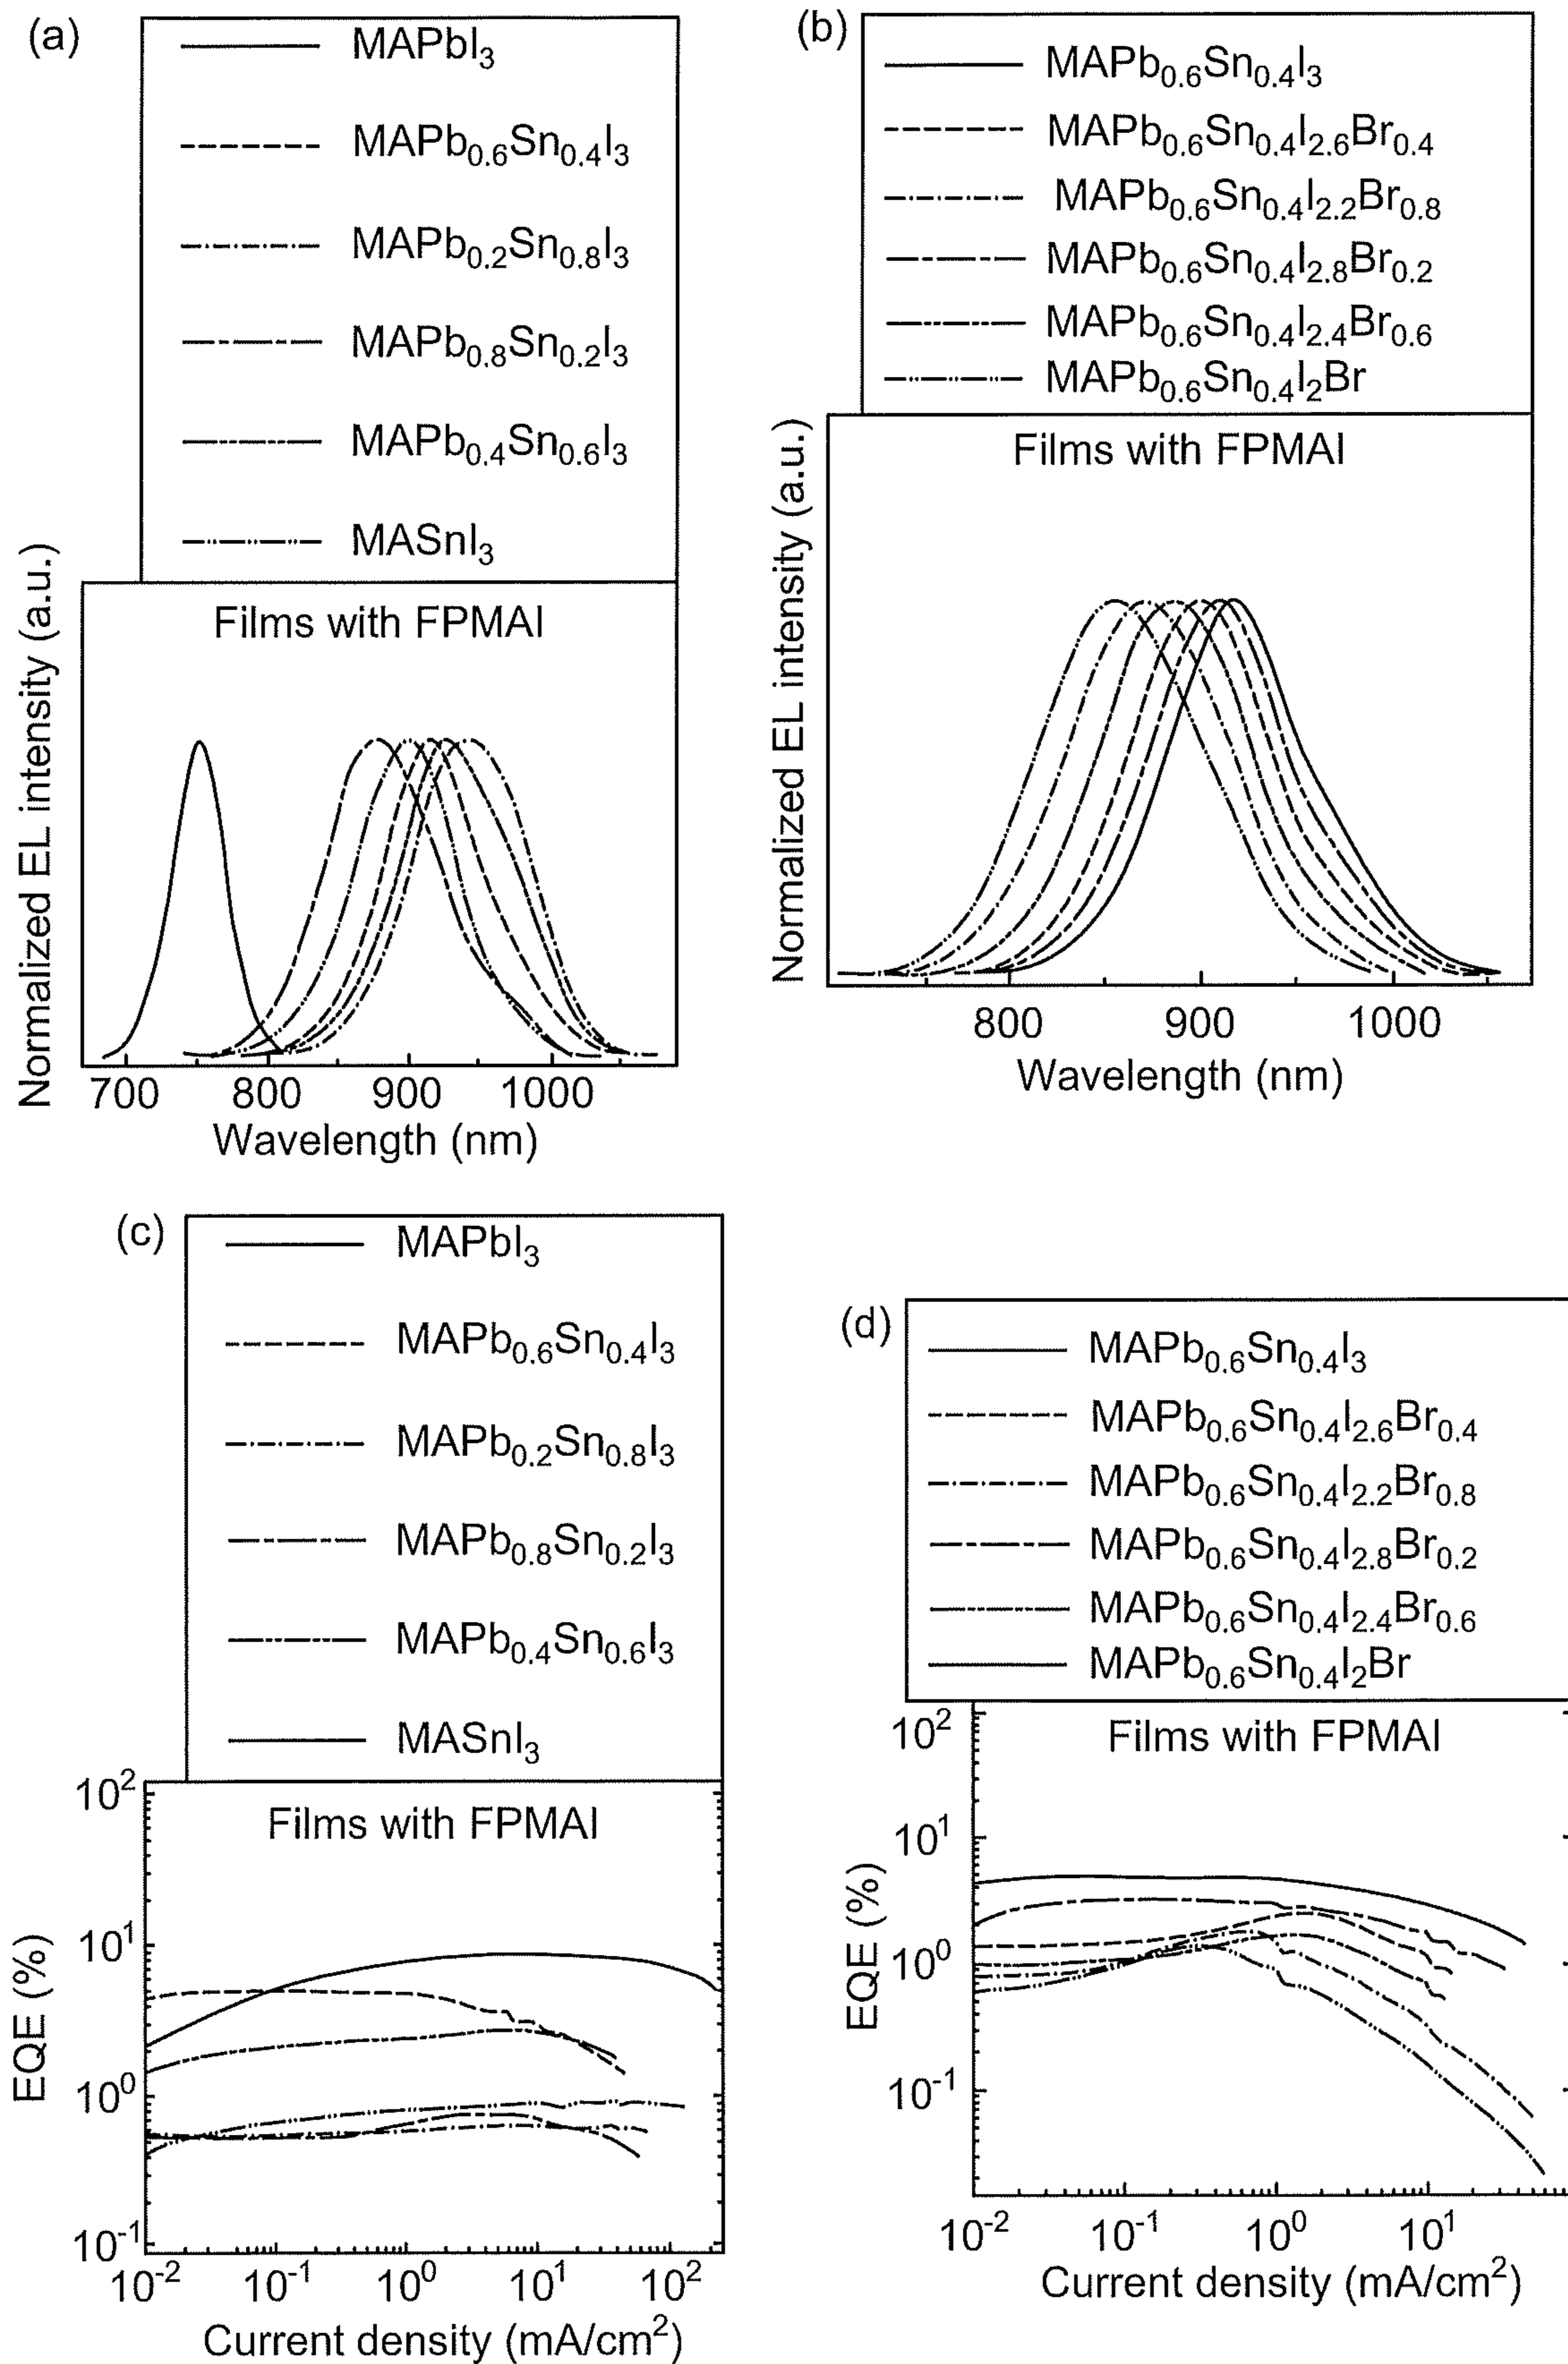 (a)
MAPbI3
MAPb0.6Sn0.4I3
MAPb0.2Sn0.8I3
MAPb0.8Sn0.2I3
MAPb0.4Sn0.6I3
MASnI3
Films with FPMAI
Normalized EL intensity (a.u.)
700 800 900 1000
Wavelength (nm)
(b)
MAPb0.6Sn0.4I3
MAPb0.6Sn0.4I2.6Br0.4
MAPb0.6Sn0.4I2.2Br0.8
MAPb0.6Sn0.4I2.8Br0.2
MAPb0.6Sn0.4I2.4Br0.6
MAPb0.6Sn0.4I2Br
Films with FPMAI
Normalized EL intensity (a.u.)
800 900 1000
Wavelength (nm)
(c)
MAPbI3
MAPb0.6Sn0.4I3
MAPb0.2Sn0.8I3
MAPb0.8Sn0.2I3
MAPb0.4Sn0.6I3
MASnI3
Films with FPMAI
10^2
10^1
10^0
10^-1
EQE (%)
10^-2 10^-1 10^0 10^1 10^2
Current density (mA/cm^2)
(d)
MAPb0.6Sn0.4I3
MAPb0.6Sn0.4I2.6Br0.4
MAPb0.6Sn0.4I2.2Br0.8
MAPb0.6Sn0.4I2.8Br0.2
MAPb0.6Sn0.4I2.4Br0.6
MAPb0.6Sn0.4I2Br
Films with FPMAI
10^2
10^1
10^0
10^-1
EQE (%)
10^-2 10^-1 10^0 10^1
Current density (mA/cm^2)